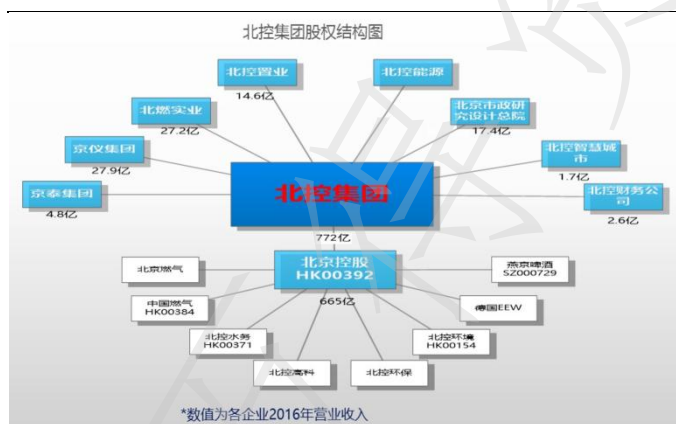 北控集团股权结构图
北控置业
14.6亿
北控能源
北燃实业
27.2亿
北京市政研
究设计总院
17.4亿
京仪集团
27.9亿
北控智慧城
市
1.7亿
京泰集团
4.8亿
北控集团
772亿
北控财务公
司
2.6亿
北京控股
HK00392
665亿
北京燃气
燕京啤酒
SZ000729
中国燃气
HK00384
德国EEW
北控水务
HK00371
北控环境
HK00154
北控高科
北控环保
*数值为各企业2016年营业收入